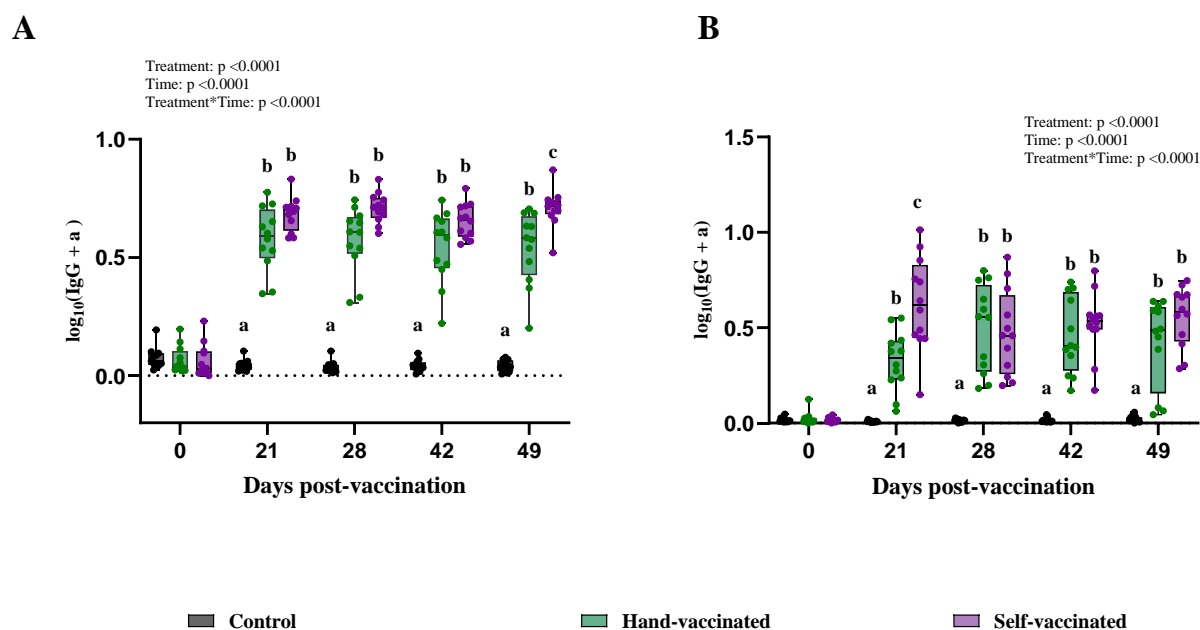 A
Treatment: p <0.0001
Time: p <0.0001
Treatment*Time: p <0.0001
log10(IgG + a)
1.0
0.5
0.0
b b b b b b b c
a a a a
0 21 28 42 49
Days post-vaccination
B
Treatment: p <0.0001
Time: p <0.0001
Treatment*Time: p <0.0001
log10(IgG + a)
1.5
1.0
0.5
0.0
b c b b b b b b
a a a a
0 21 28 42 49
Days post-vaccination
Control Hand-vaccinated Self-vaccinated